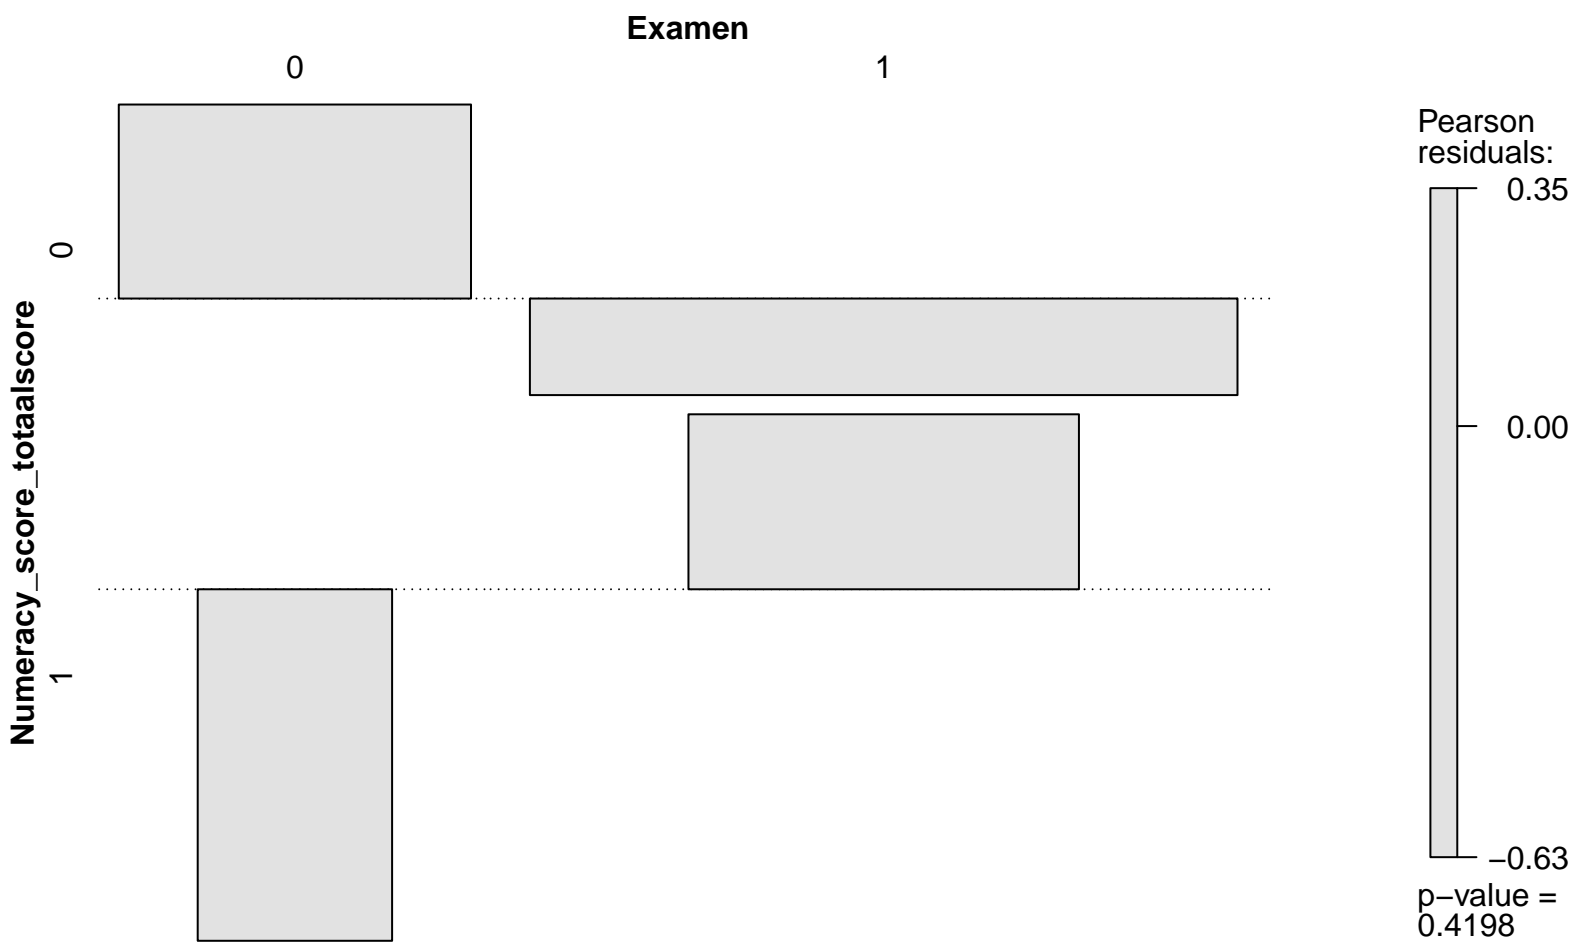 Examen
0 1
Numeracy_score_totaalscore
0
1
Pearson
residuals:
0.35
0.00
−0.63
p−value =
0.4198